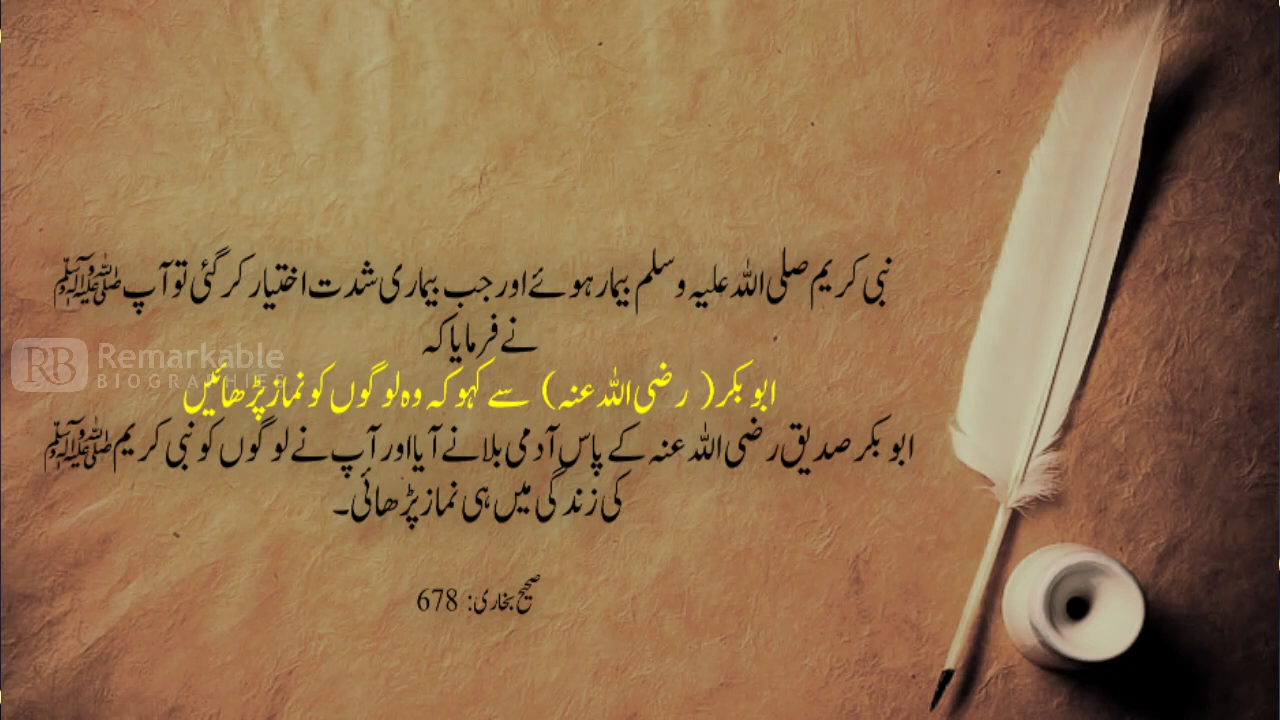 نبی کریم صلی اللہ علیہ وسلم بیمار ہوئے اور جب بیماری شدت اختیار کر گئی تو آپ ﷺ
نے فرمایا کہ
ابو بکر ( رضی اللہ عنہ ) سے کہو کہ وہ لوگوں کو نماز پڑھائیں
ابو بکر صدیق رضی اللہ عنہ کے پاس آدمی بلانے آیا اور آپ نے لوگوں کو نبی کریم ﷺ
کی زندگی میں ہی نماز پڑھائی۔
صحیح بخاری: 678
RB Remarkable
BIOGRAPHIES